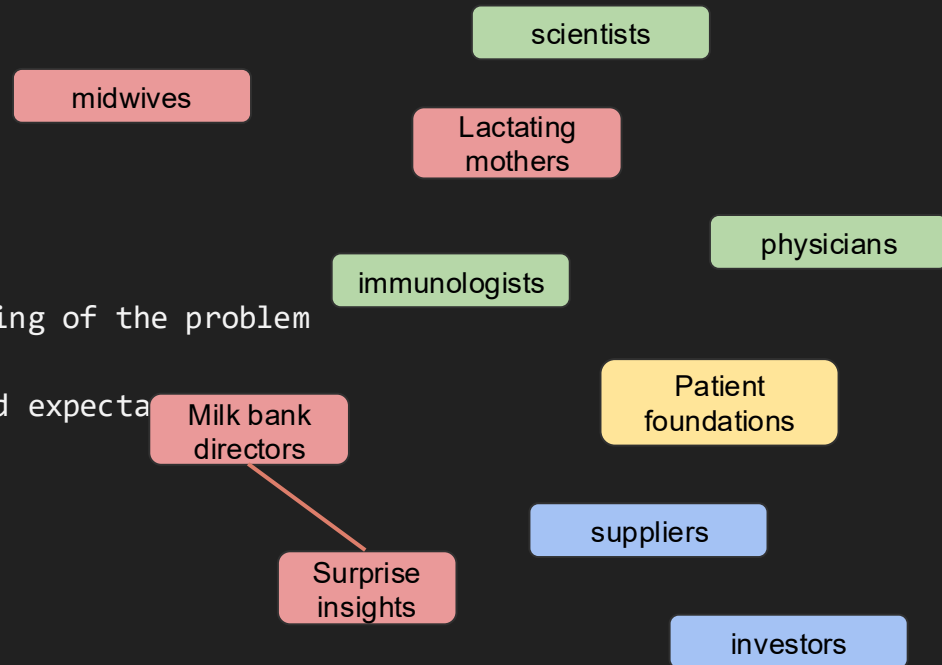 scientists
midwives
Lactating
mothers
physicians
immunologists
ing of the problem
Patient
foundations
d expecta
Milk bank
directors
suppliers
Surprise
insights
investors